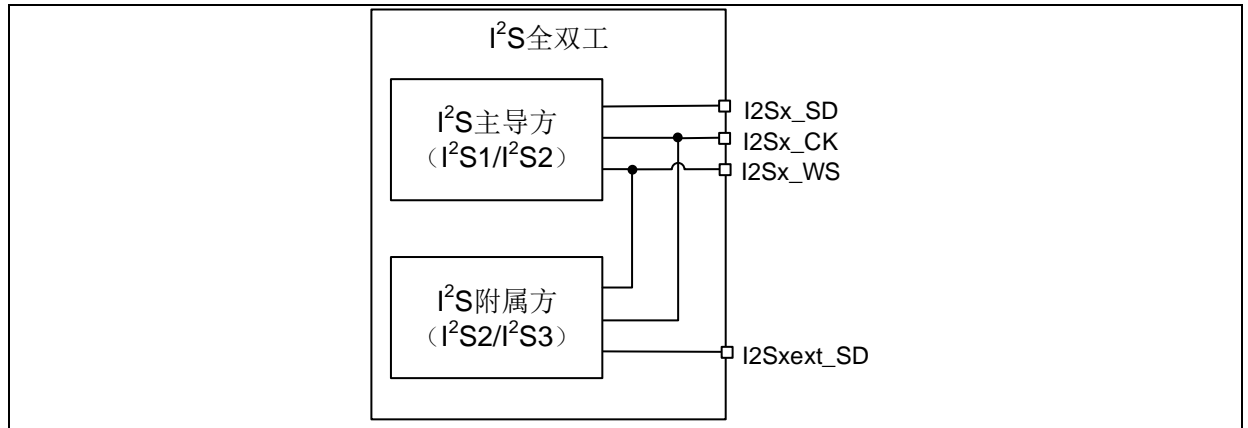 I²S全双工
I²S主导方
（I²S1/I²S2）
I2Sx_SD
I2Sx_CK
I2Sx_WS
I²S附属方
（I²S2/I²S3）
I2Sxext_SD